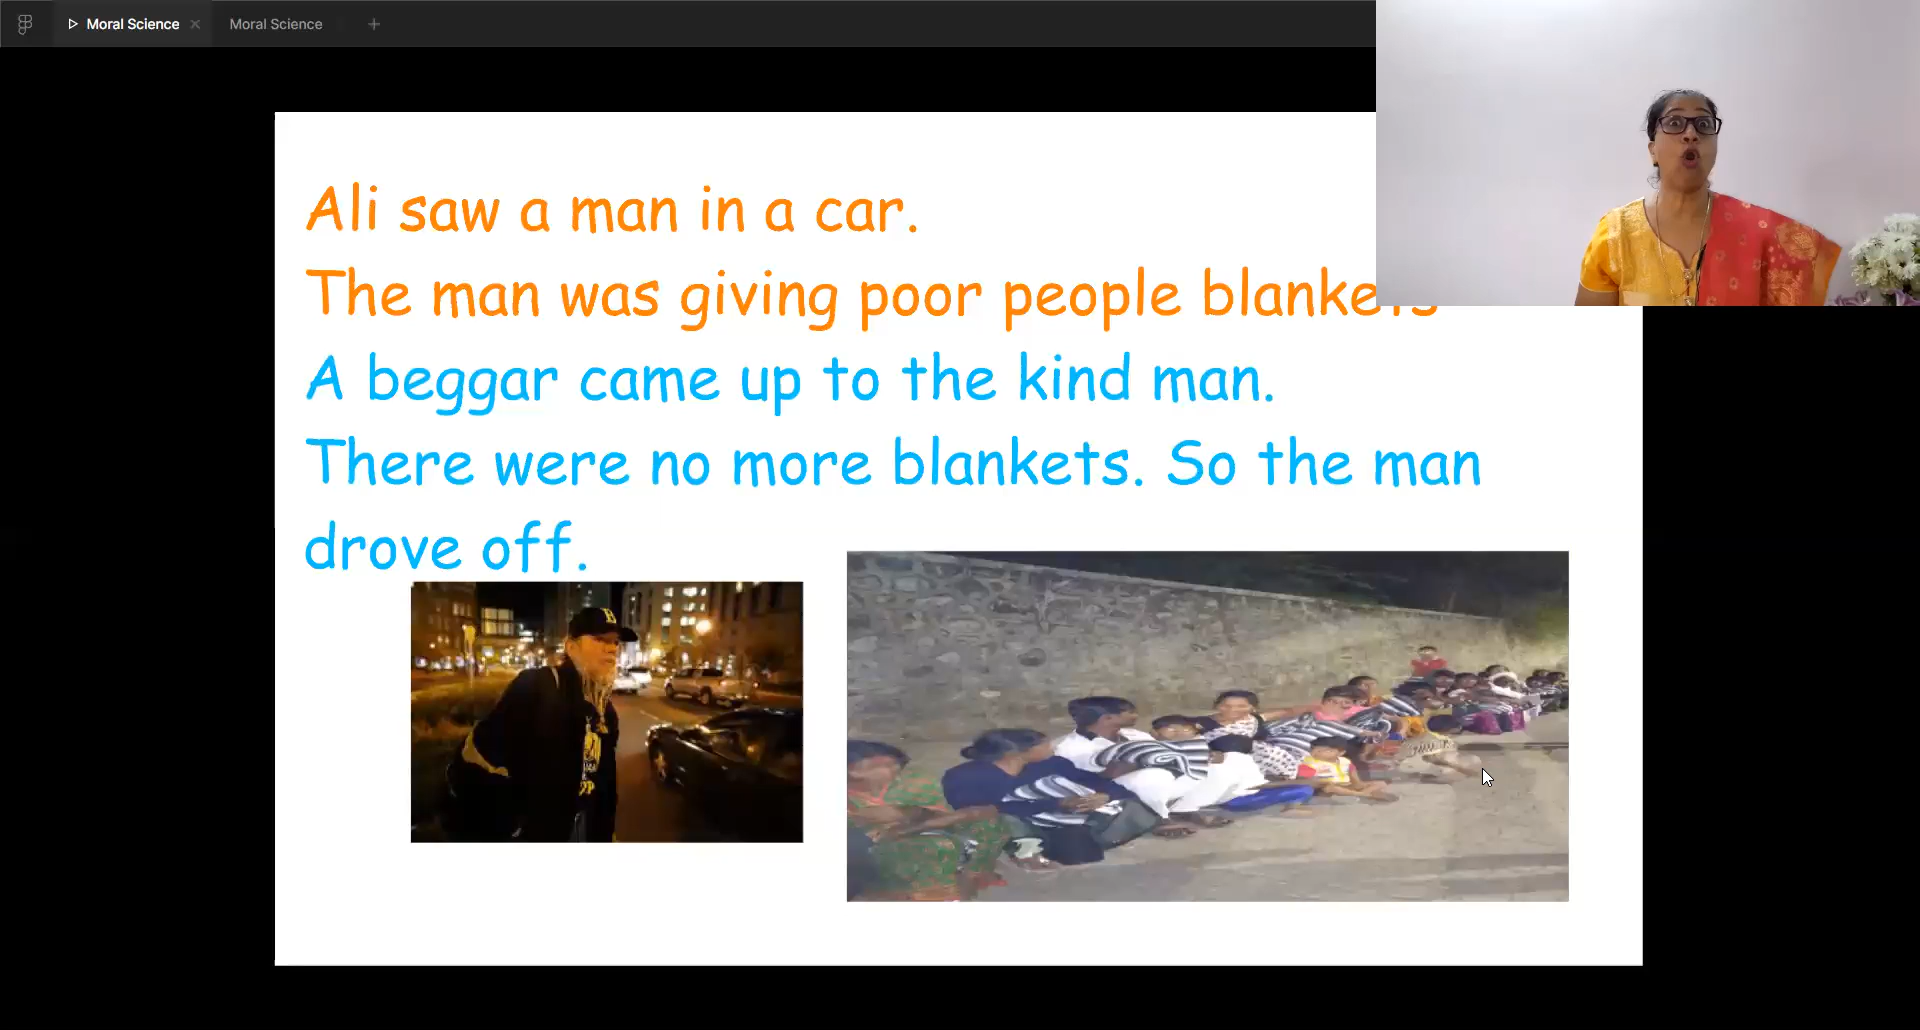 Moral Science
Moral Science
Ali saw a man in a car.
The man was giving poor people blankets
A beggar came up to the kind man.
There were no more blankets. So the man
drove off.